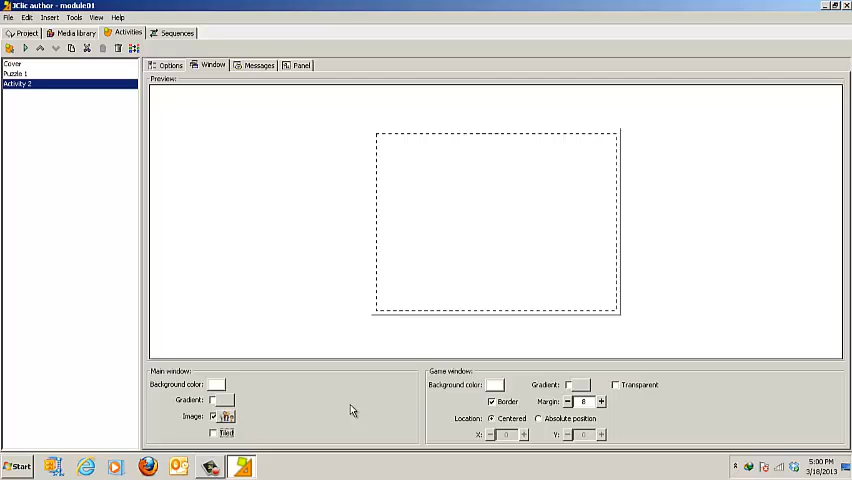 JClic author - module01
File Edit Insert Tools View Help
Project Media library Activities Sequences
Cover
Puzzle 1
Activity 2
Options Window Messages Panel
Preview:
Main window:
Background color:
Gradient:
Image:
Tiled
Game window:
Background color: Gradient: Transparent
Border Margin: 8
Location: Centered Absolute position
X: 0 Y: 0
Start
5:00 PM
3/18/2013